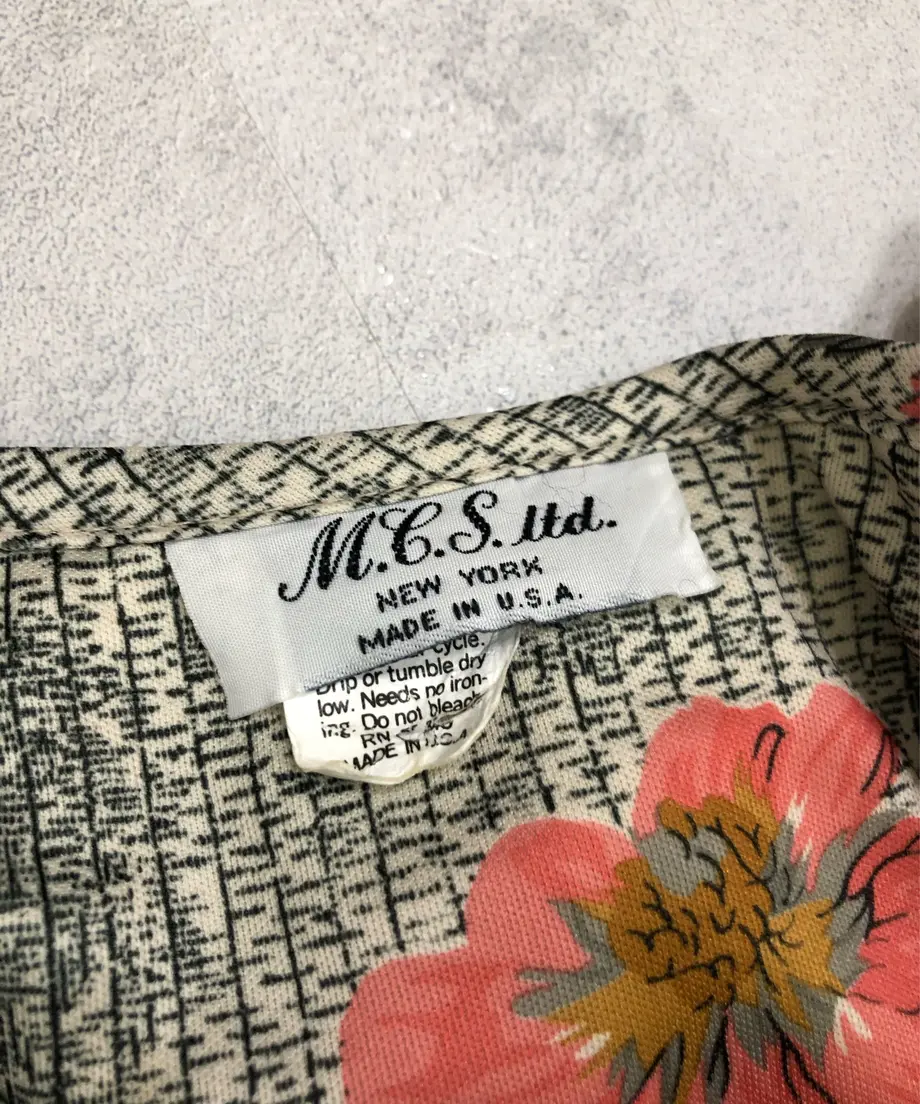 M.C.S. ltd.
NEW YORK
MADE IN U.S.A.
cycle.
Drip or tumble dry
low. Needs no iron-
ing. Do not bleach
RN
MADE IN U.S.A